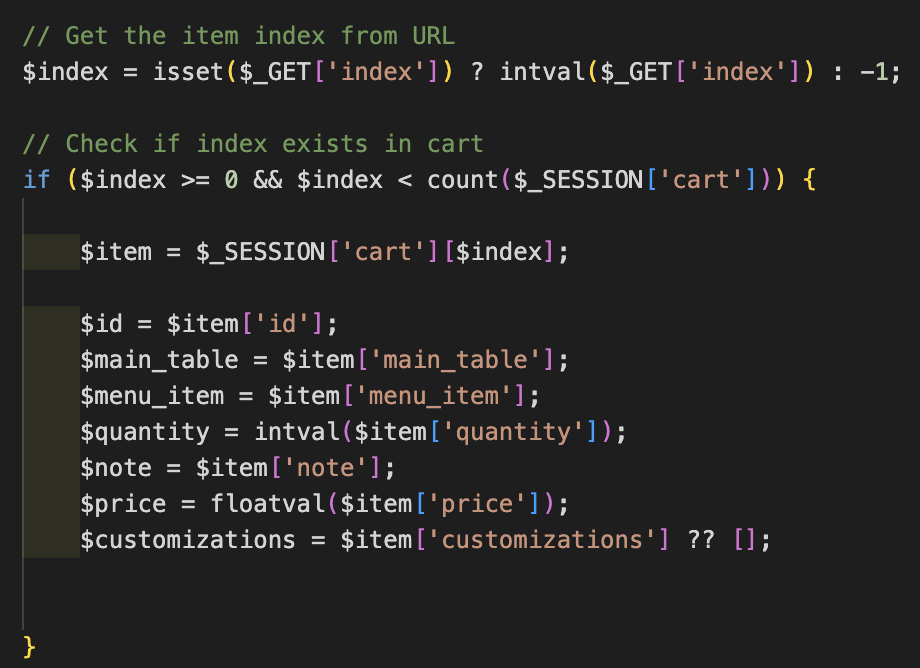 // Get the item index from URL
$index = isset($_GET['index']) ? intval($_GET['index']) : -1;
// Check if index exists in cart
if ($index >= 0 && $index < count($_SESSION['cart'])) {
$item = $_SESSION['cart'][$index];
$id = $item['id'];
$main_table = $item['main_table'];
$menu_item = $item['menu_item'];
$quantity = intval($item['quantity']);
$note = $item['note'];
$price = floatval($item['price']);
$customizations = $item['customizations'] ?? [];
}